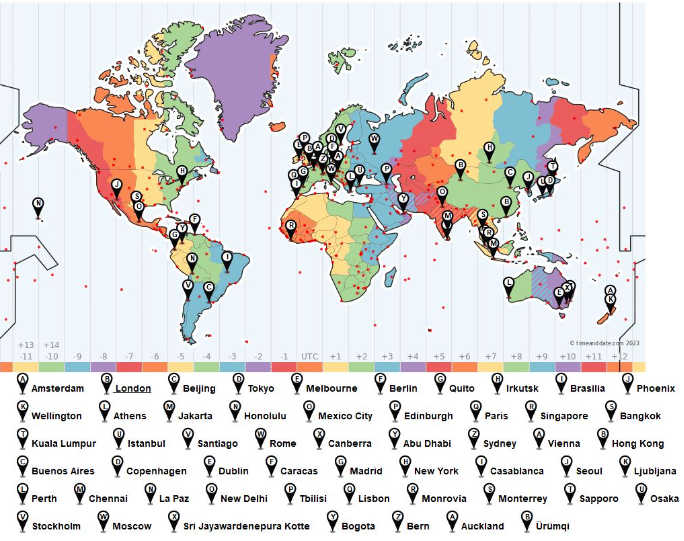 © timeanddate.com 2023
+13 +14
-11 -10 -9 -8 -7 -6 -5 -4 -3 -2 -1 UTC +1 +2 +3 +4 +5 +6 +7 +8 +9 +10 +11 +12
A Amsterdam B London C Beijing D Tokyo E Melbourne F Berlin G Quito H Irkutsk I Brasilia J Phoenix
K Wellington L Athens M Jakarta N Honolulu O Mexico City P Edinburgh Q Paris R Singapore S Bangkok
T Kuala Lumpur U Istanbul V Santiago W Rome X Canberra Y Abu Dhabi Z Sydney A Vienna B Hong Kong
C Buenos Aires D Copenhagen E Dublin F Caracas G Madrid H New York I Casablanca J Seoul K Ljubljana
L Perth M Chennai N La Paz O New Delhi P Tbilisi Q Lisbon R Monrovia S Monterrey T Sapporo U Osaka
V Stockholm W Moscow X Sri Jayawardenepura Kotte Y Bogota Z Bern A Auckland B Ürümqi